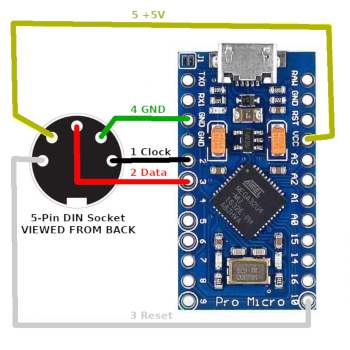 5 +5V
J1
TXO
RAW
RXI
GND
GND
RST
4 GND
GND
VCC
1 Clock
2
A3
2 Data
3
A2
4
A1
5-Pin DIN Socket
5
A0
VIEWED FROM BACK
6
15
7
14
8
16
9
Pro Micro
10
3 Reset